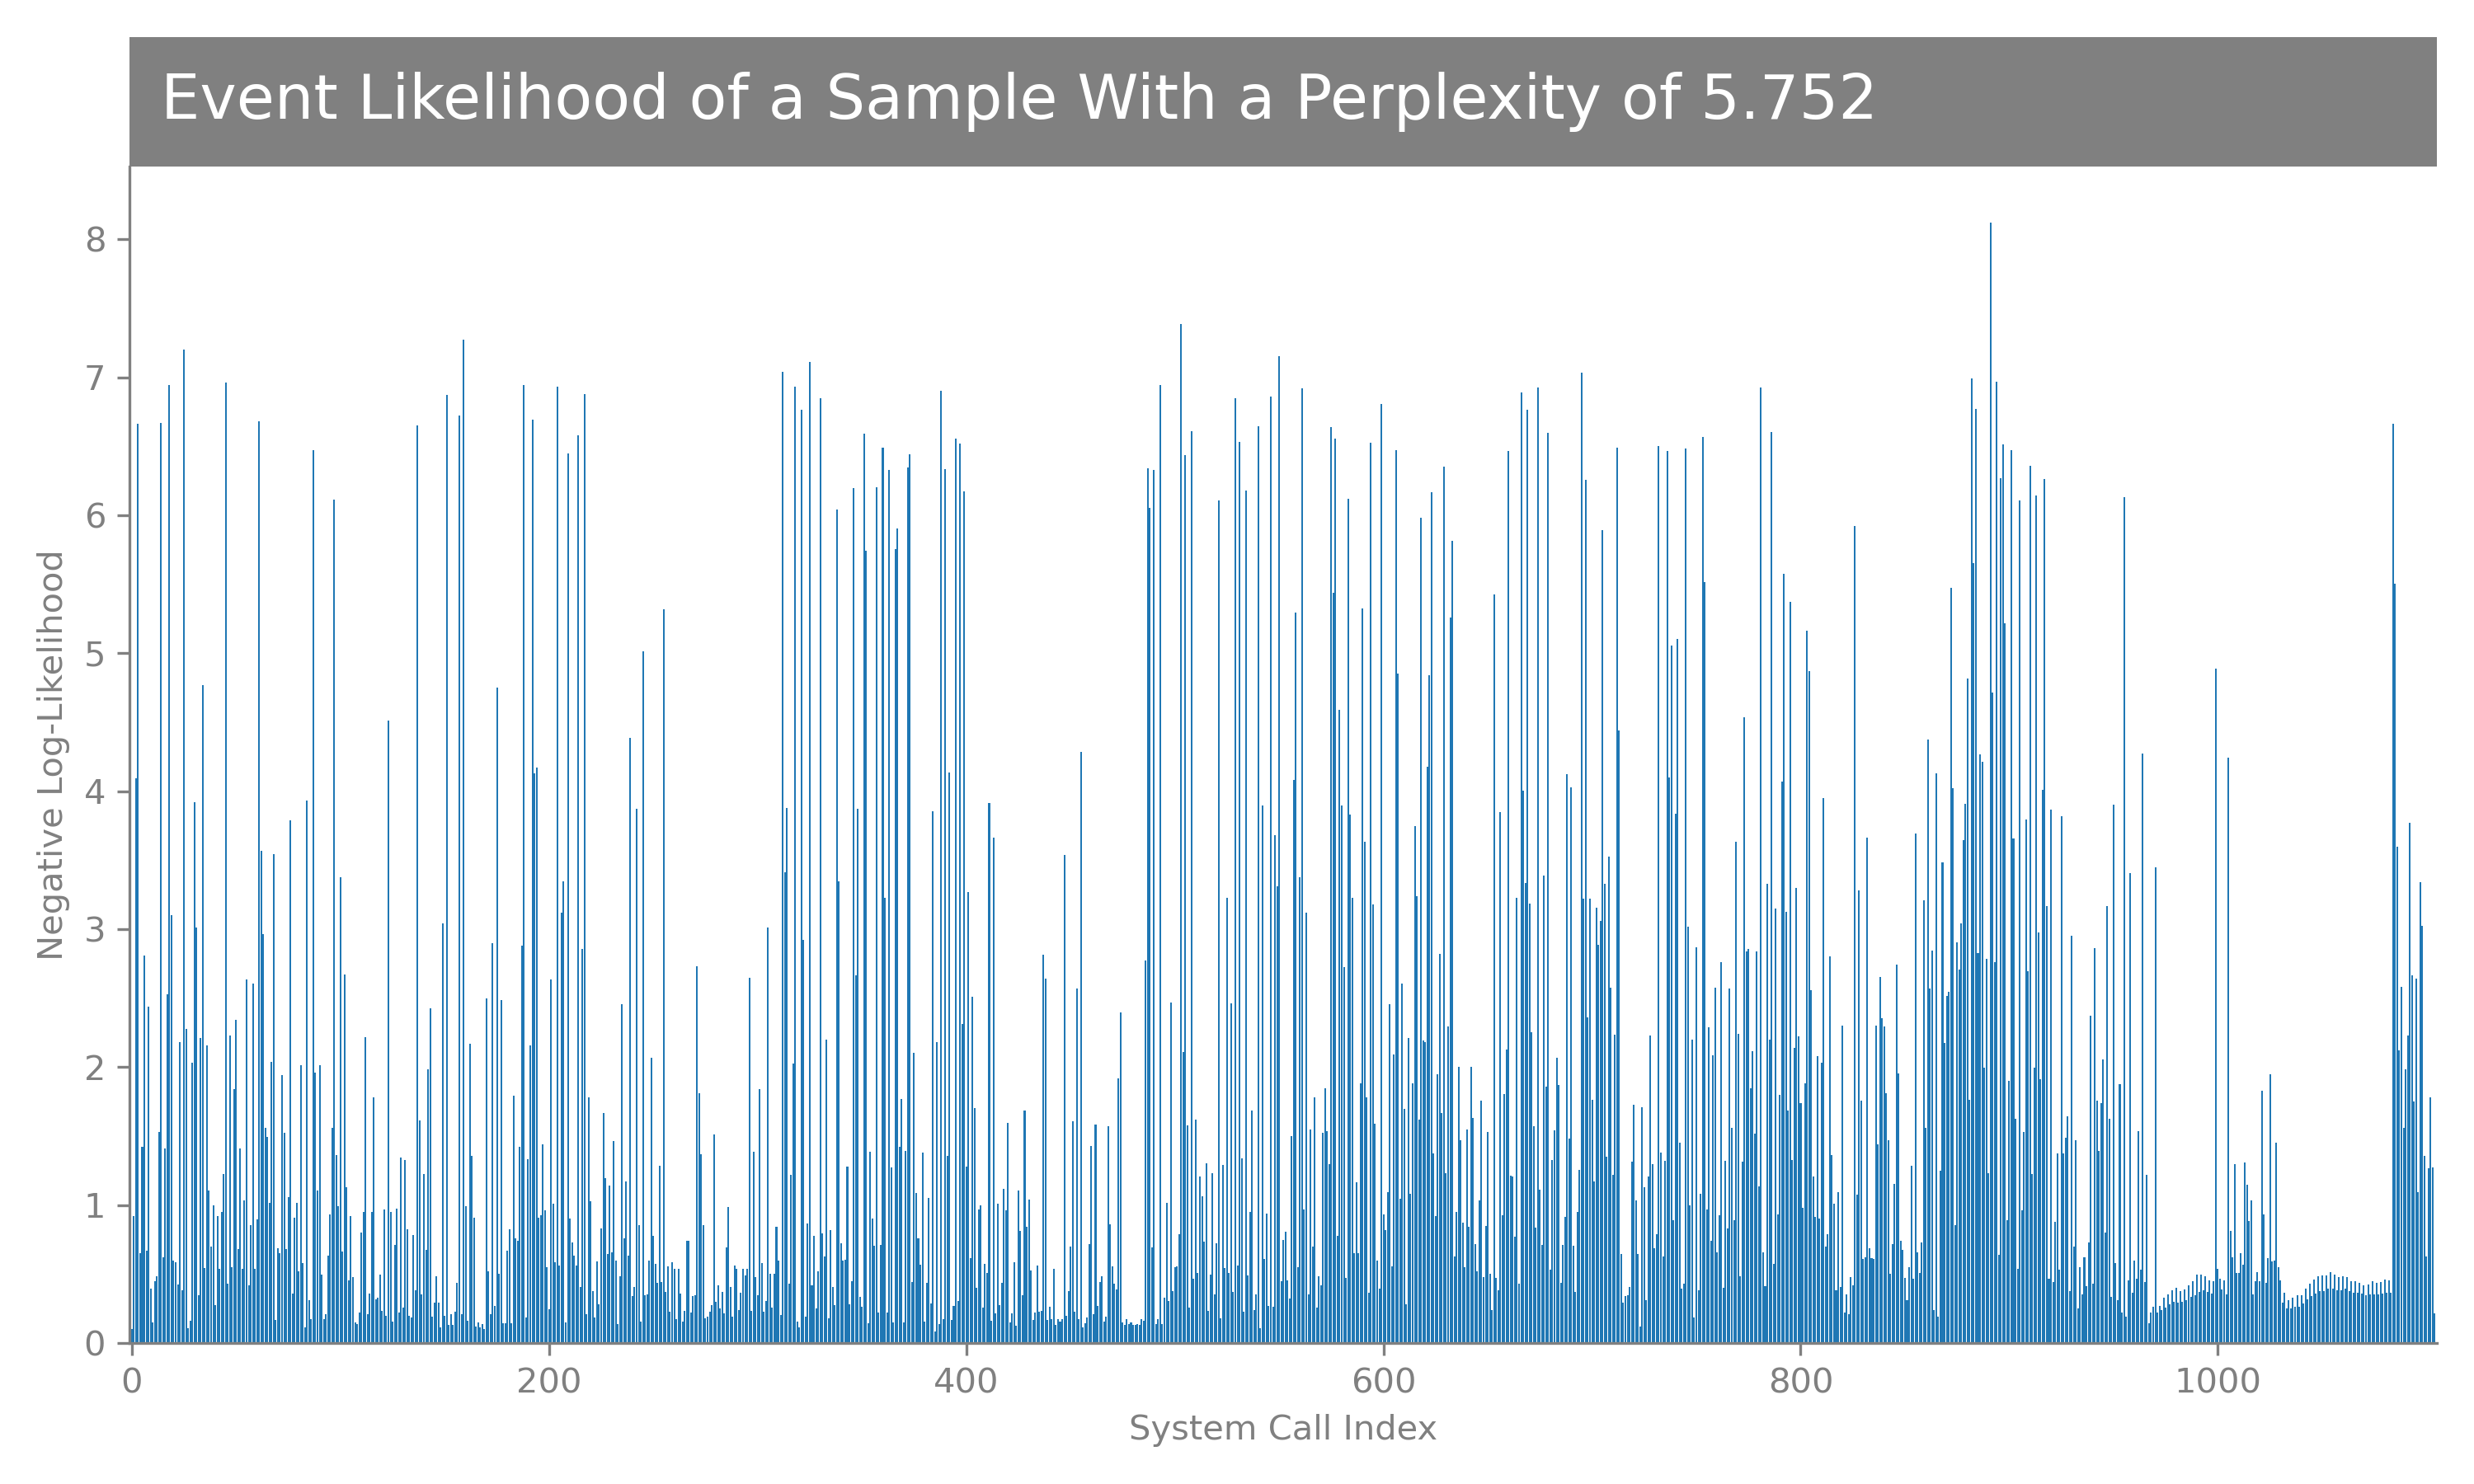 Event Likelihood of a Sample With a Perplexity of 5.752
8
7
6
5
4
3
2
1
0
Negative Log-Likelihood
0 200 400 600 800 1000
System Call Index